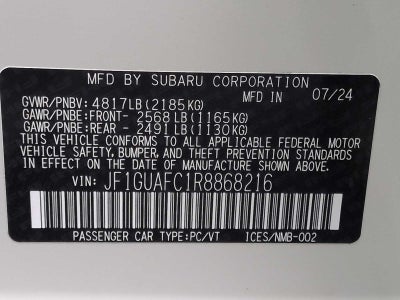 MFD BY SUBARU CORPORATION
GVWR/PNBV: 4817LB(2185KG) 07/24
GAWR/PNBE:FRONT- 2568LB(1165KG)
GAWR/PNBE:REAR - 2491LB(1130KG)
THIS VEHICLE CONFORMS TO ALL APPLICABLE FEDERAL MOTOR
VEHICLE SAFETY, BUMPER, AND THEFT PREVENTION STANDARDS
IN EFFECT ON THE DATE OF MANUFACTURE SHOWN ABOVE.
VIN: JF1GUAFC1R8868216
PASSENGER CAR TYPE:PC/VT ICES/NMB-002